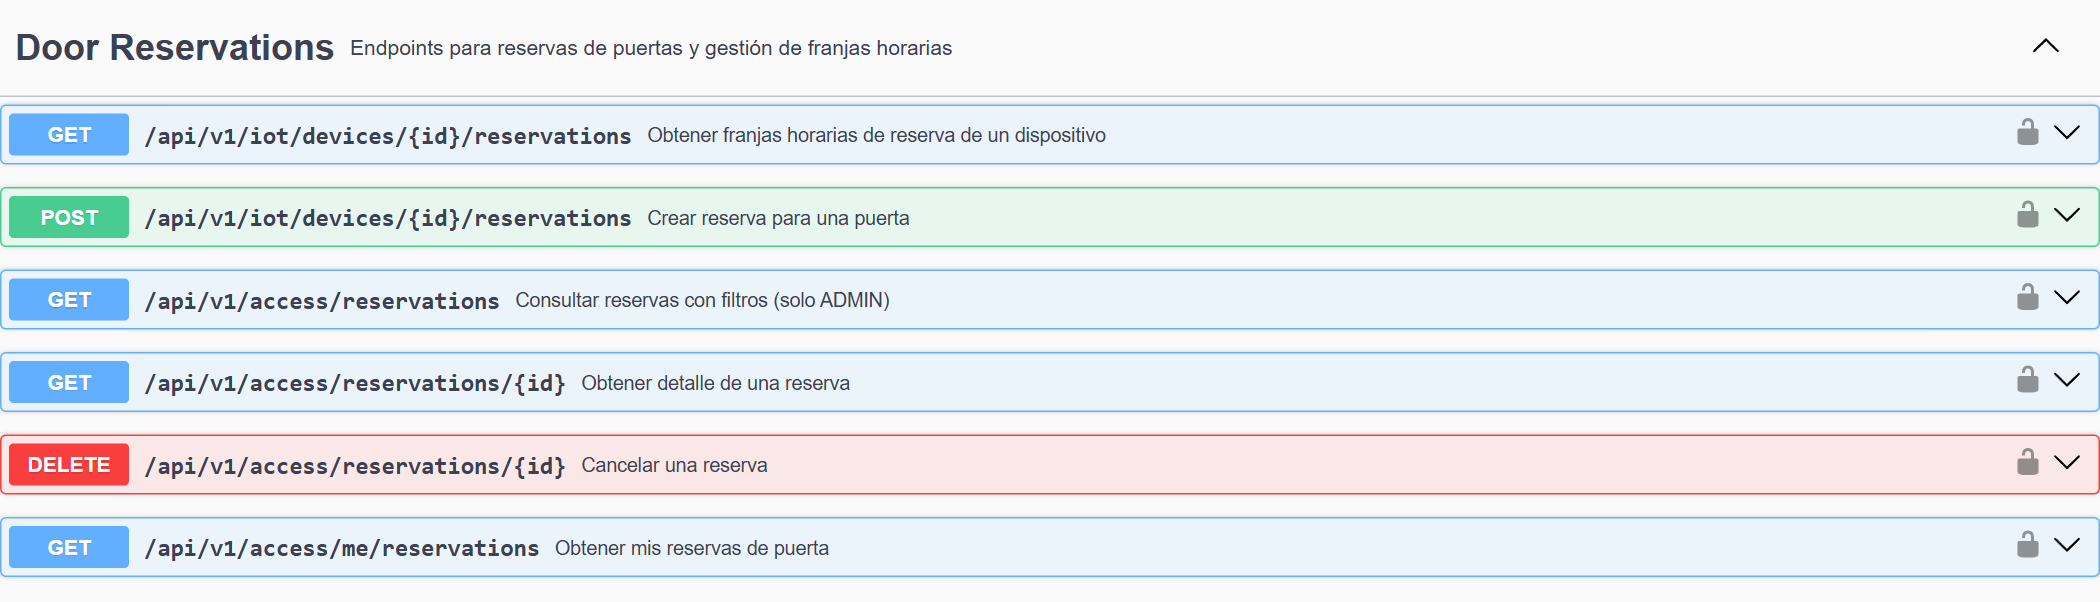 Door Reservations Endpoints para reservas de puertas y gestión de franjas horarias
GET /api/v1/iot/devices/{id}/reservations Obtener franjas horarias de reserva de un dispositivo
POST /api/v1/iot/devices/{id}/reservations Crear reserva para una puerta
GET /api/v1/access/reservations Consultar reservas con filtros (solo ADMIN)
GET /api/v1/access/reservations/{id} Obtener detalle de una reserva
DELETE /api/v1/access/reservations/{id} Cancelar una reserva
GET /api/v1/access/me/reservations Obtener mis reservas de puerta